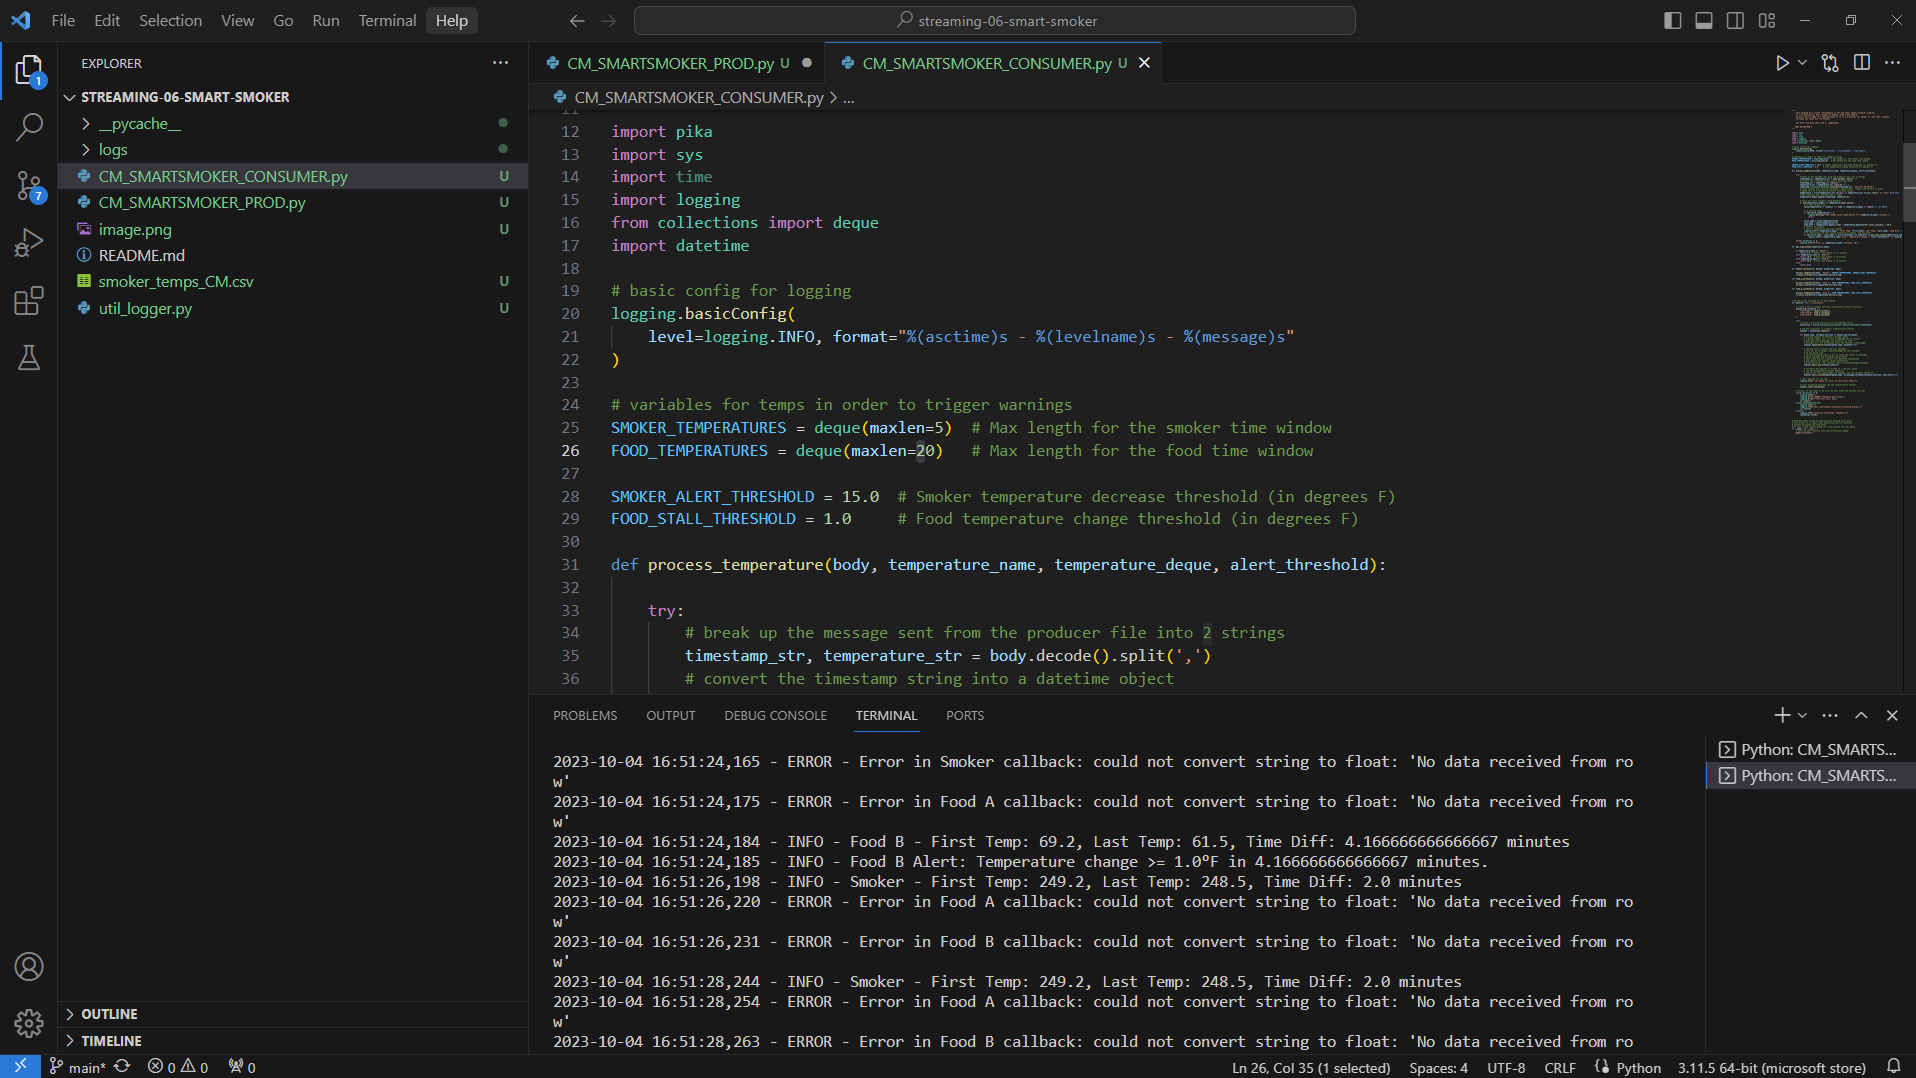 File Edit Selection View Go Run Terminal Help
streaming-06-smart-smoker
EXPLORER
STREAMING-06-SMART-SMOKER
__pycache__
logs
CM_SMARTSMOKER_CONSUMER.py U
CM_SMARTSMOKER_PROD.py U
image.png U
README.md
smoker_temps_CM.csv U
util_logger.py U
OUTLINE
TIMELINE
1
7
CM_SMARTSMOKER_PROD.py U
CM_SMARTSMOKER_CONSUMER.py U
CM_SMARTSMOKER_CONSUMER.py > ...
12 import pika
13 import sys
14 import time
15 import logging
16 from collections import deque
17 import datetime
18
19 # basic config for logging
20 logging.basicConfig(
21 level=logging.INFO, format="%(asctime)s - %(levelname)s - %(message)s"
22 )
23
24 # variables for temps in order to trigger warnings
25 SMOKER_TEMPERATURES = deque(maxlen=5) # Max length for the smoker time window
26 FOOD_TEMPERATURES = deque(maxlen=20) # Max length for the food time window
27
28 SMOKER_ALERT_THRESHOLD = 15.0 # Smoker temperature decrease threshold (in degrees F)
29 FOOD_STALL_THRESHOLD = 1.0 # Food temperature change threshold (in degrees F)
30
31 def process_temperature(body, temperature_name, temperature_deque, alert_threshold):
32
33 try:
34 # break up the message sent from the producer file into 2 strings
35 timestamp_str, temperature_str = body.decode().split(',')
36 # convert the timestamp string into a datetime object
PROBLEMS OUTPUT DEBUG CONSOLE TERMINAL PORTS
2023-10-04 16:51:24,165 - ERROR - Error in Smoker callback: could not convert string to float: 'No data received from ro
w'
2023-10-04 16:51:24,175 - ERROR - Error in Food A callback: could not convert string to float: 'No data received from ro
w'
2023-10-04 16:51:24,184 - INFO - Food B - First Temp: 69.2, Last Temp: 61.5, Time Diff: 4.166666666666667 minutes
2023-10-04 16:51:24,185 - INFO - Food B Alert: Temperature change >= 1.0°F in 4.166666666666667 minutes.
2023-10-04 16:51:26,198 - INFO - Smoker - First Temp: 249.2, Last Temp: 248.5, Time Diff: 2.0 minutes
2023-10-04 16:51:26,220 - ERROR - Error in Food A callback: could not convert string to float: 'No data received from ro
w'
2023-10-04 16:51:26,231 - ERROR - Error in Food B callback: could not convert string to float: 'No data received from ro
w'
2023-10-04 16:51:28,244 - INFO - Smoker - First Temp: 249.2, Last Temp: 248.5, Time Diff: 2.0 minutes
2023-10-04 16:51:28,254 - ERROR - Error in Food A callback: could not convert string to float: 'No data received from ro
w'
2023-10-04 16:51:28,263 - ERROR - Error in Food B callback: could not convert string to float: 'No data received from ro
Python: CM_SMARTS...
Python: CM_SMARTS...
main* 0 0 0 Ln 26, Col 35 (1 selected) Spaces: 4 UTF-8 CRLF Python 3.11.5 64-bit (microsoft store)